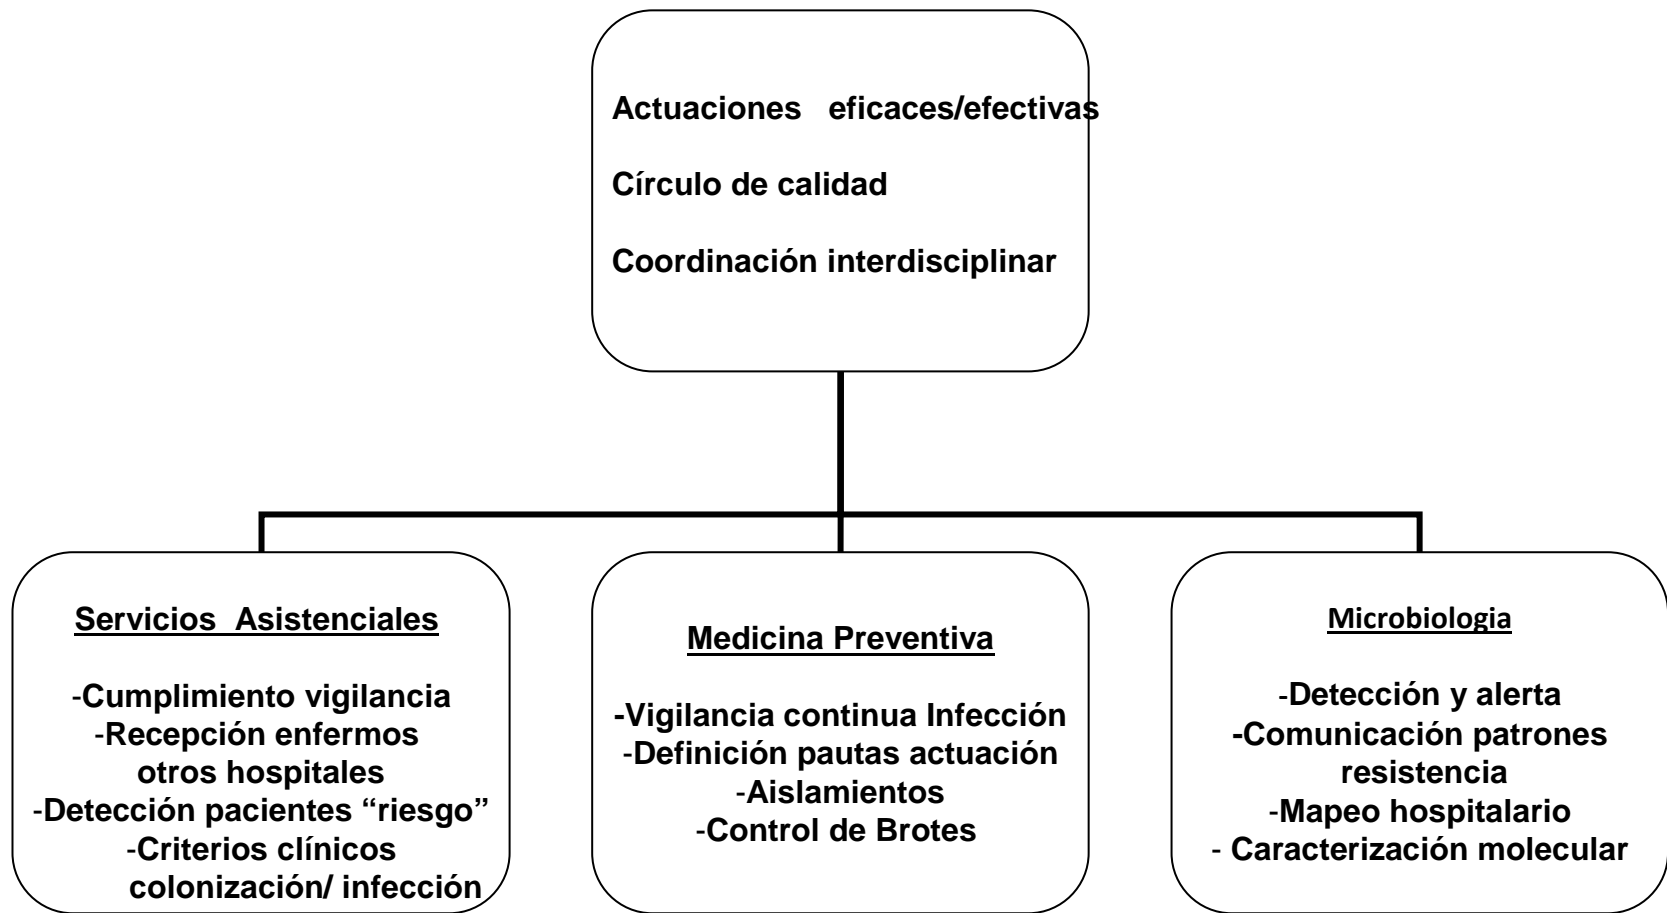 Actuaciones eficaces/efectivas
Círculo de calidad
Coordinación interdisciplinar
Servicios Asistenciales
-Cumplimiento vigilancia
-Recepción enfermos
otros hospitales
-Detección pacientes “riesgo”
-Criterios clínicos
colonización/ infección
Medicina Preventiva
-Vigilancia continua Infección
-Definición pautas actuación
-Aislamientos
-Control de Brotes
Microbiologia
-Detección y alerta
-Comunicación patrones
resistencia
-Mapeo hospitalario
- Caracterización molecular